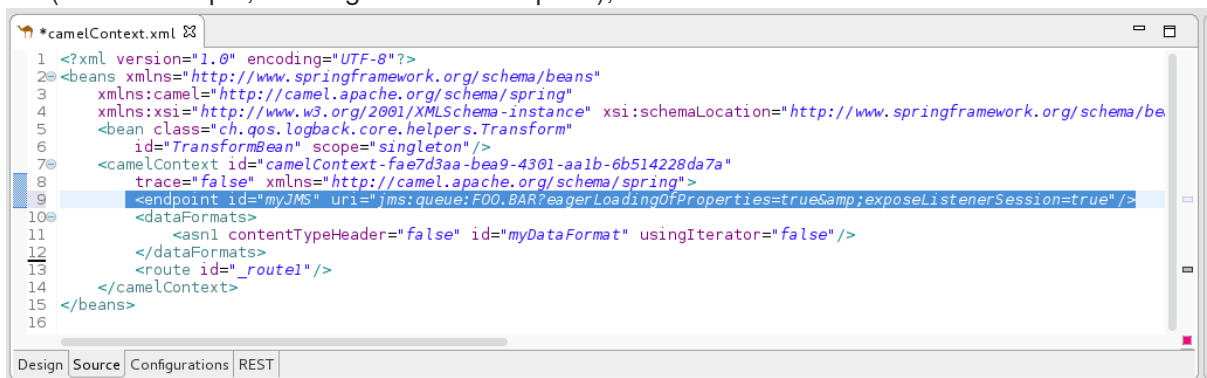 *camelContext.xml
1 <?xml version="1.0" encoding="UTF-8"?>
2 <beans xmlns="http://www.springframework.org/schema/beans"
3 xmlns:camel="http://camel.apache.org/schema/spring"
4 xmlns:xsi="http://www.w3.org/2001/XMLSchema-instance" xsi:schemaLocation="http://www.springframework.org/schema/be
5 <bean class="ch.qos.logback.core.helpers.Transform"
6 id="TransformBean" scope="singleton"/>
7 <camelContext id="camelContext-fae7d3aa-bea9-4301-aa1b-6b514228da7a"
8 trace="false" xmlns="http://camel.apache.org/schema/spring">
9 <endpoint id="myJMS" uri="jms:queue:FOO.BAR?eagerLoadingOfProperties=true&amp;exposeListenerSession=true"/>
10 <dataFormats>
11 <asn1 contentTypeHeader="false" id="myDataFormat" usingIterator="false"/>
12 </dataFormats>
13 <route id="_route1"/>
14 </camelContext>
15 </beans>
16
Design Source Configurations REST